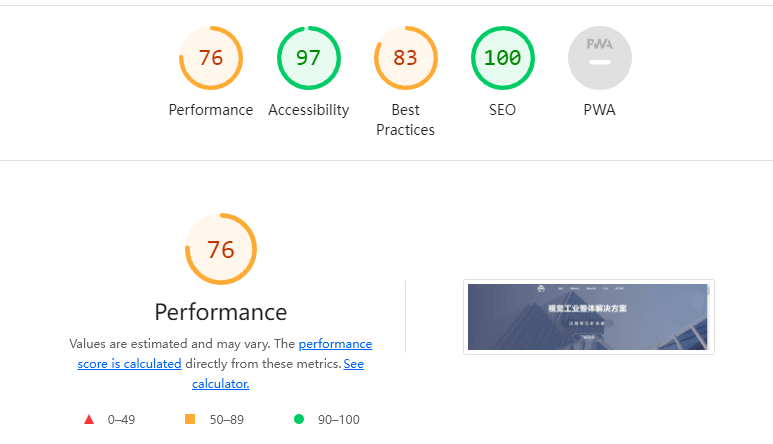 76 97 83 100 PWA
Performance Accessibility Best Practices SEO PWA
76
Performance
Values are estimated and may vary. The performance
score is calculated directly from these metrics. See
calculator.
0–49 50–89 90–100
模觉工业整体解决方案